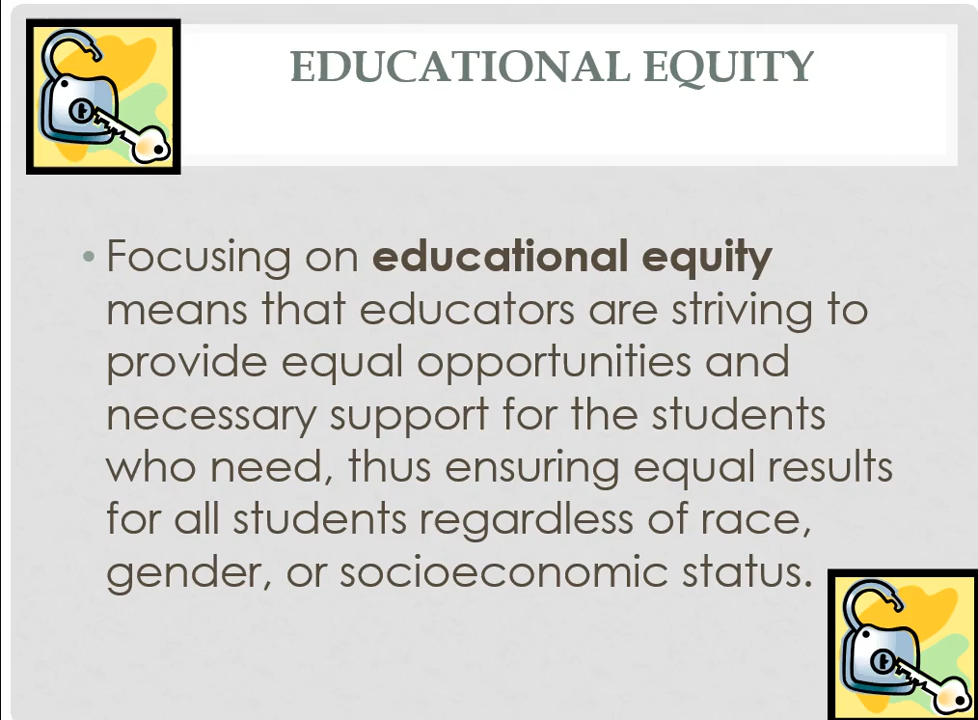 EDUCATIONAL EQUITY
• Focusing on educational equity
means that educators are striving to
provide equal opportunities and
necessary support for the students
who need, thus ensuring equal results
for all students regardless of race,
gender, or socioeconomic status.